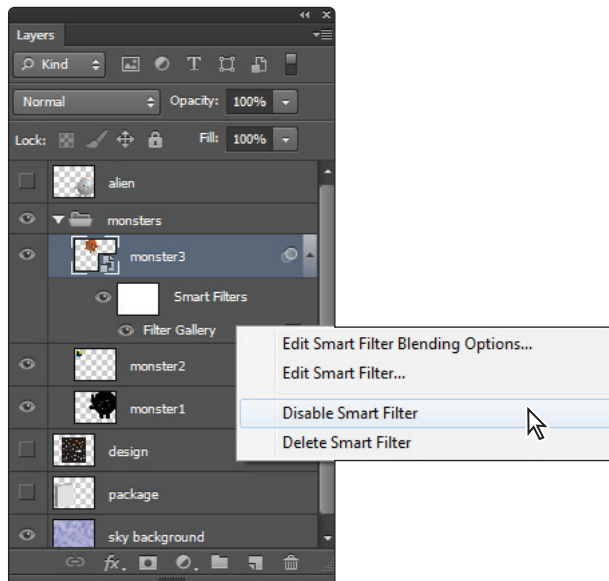 Layers
Kind
Normal Opacity: 100%
Lock: Fill: 100%
alien
monsters
monster3
Smart Filters
Filter Gallery
Edit Smart Filter Blending Options...
Edit Smart Filter...
Disable Smart Filter
Delete Smart Filter
monster2
monster1
design
package
sky background
fx.